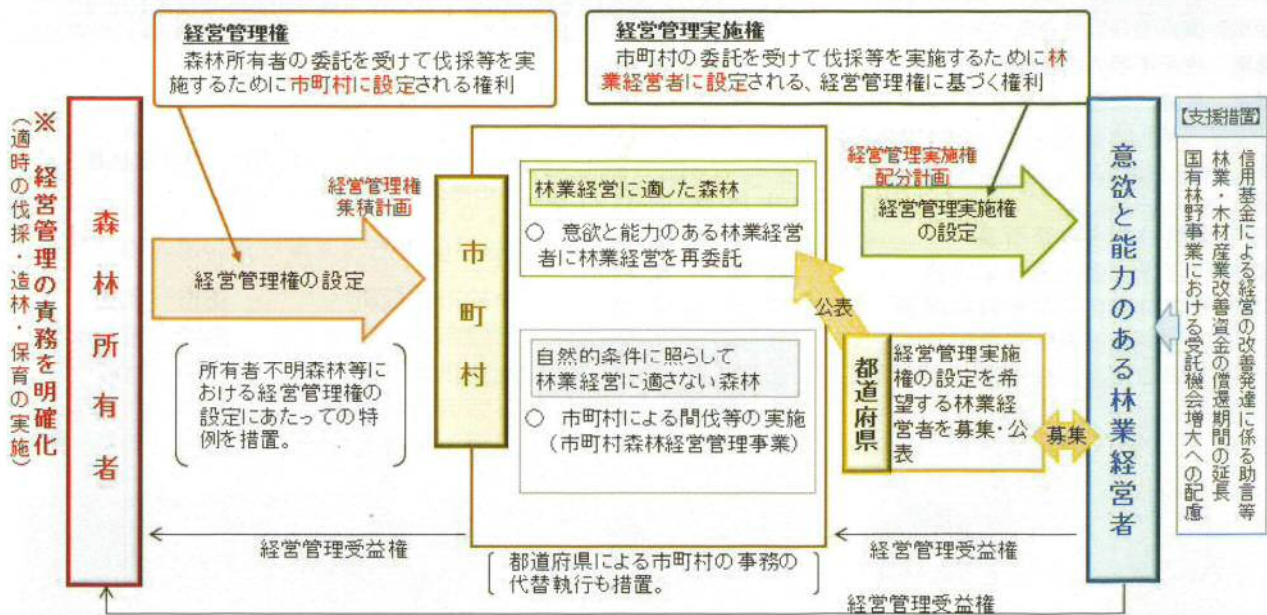 経営管理権
森林所有者の委託を受けて伐採等を実
施するために市町村に設定される権利
経営管理実施権
市町村の委託を受けて伐採等を実施するために林
業経営者に設定される、経営管理権に基づく権利
※ 経営管理の責務を明確化
（適時の伐採・造林・保育の実施）
森林所有者
経営管理権
集積計画
経営管理権の設定
所有者不明森林等に
おける経営管理権の
設定にあたっての特
例を措置。
市町村
林業経営に適した森林
○ 意欲と能力のある林業経営
者に林業経営を再委託
自然的条件に照らして
林業経営に適さない森林
○ 市町村による間伐等の実施
（市町村森林経営管理事業）
経営管理実施権
配分計画
経営管理実施権
の設定
公表
都道府県
経営管理実施
権の設定を希
望する林業経
営者を募集・公
表
募集
意欲と能力のある林業経営者
【支援措置】
信用基金による経営の改善発達に係る助言等
林業・木材産業改善資金の償還期間の延長
国有林野事業における受託機会増大への配慮
経営管理受益権
経営管理受益権
都道府県による市町村の事務の
代替執行も措置。
経営管理受益権